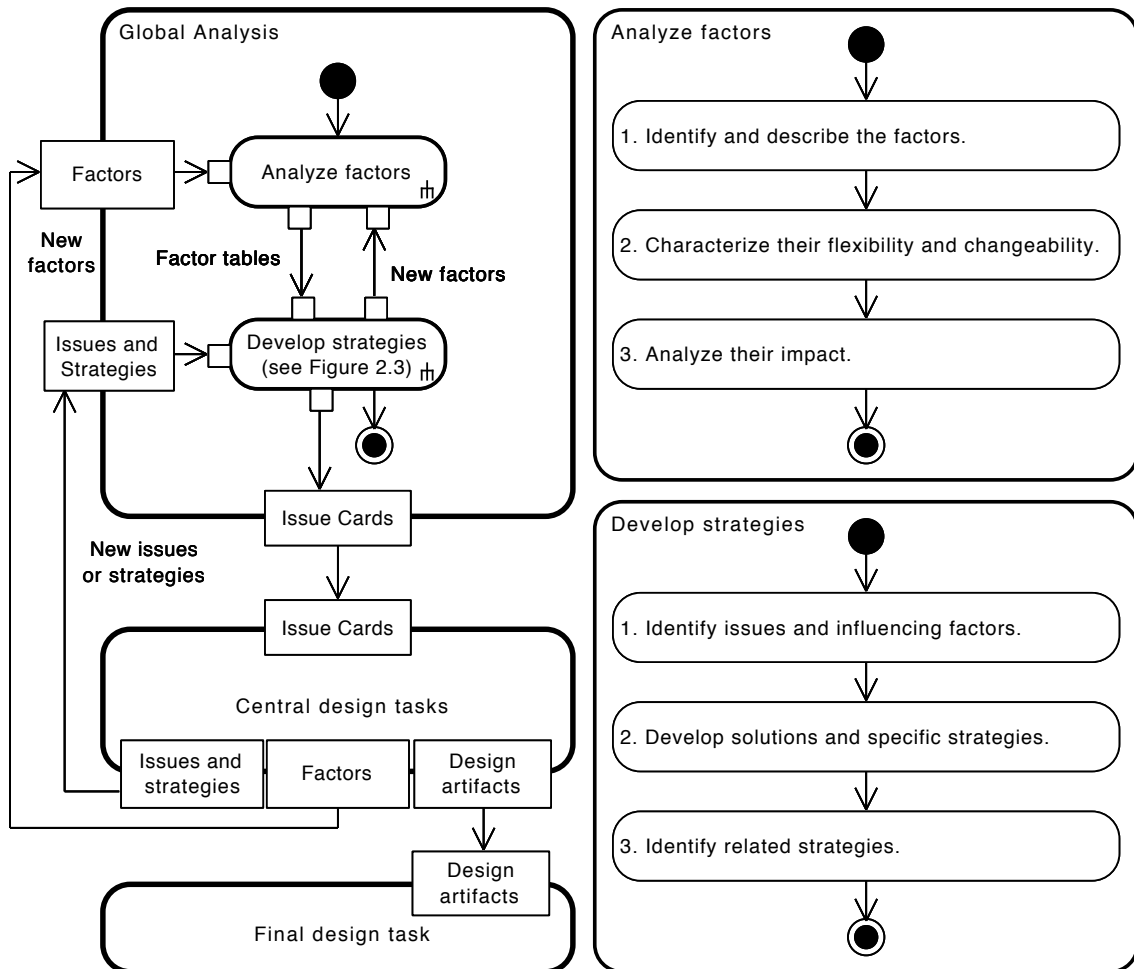 Global Analysis
Factors
Analyze factors
New
factors
Factor tables
New factors
Issues and
Strategies
Develop strategies
(see Figure 2.3)
Issue Cards
New issues
or strategies
Issue Cards
Central design tasks
Issues and
strategies
Factors
Design
artifacts
Design
artifacts
Final design task
Analyze factors
1. Identify and describe the factors.
2. Characterize their flexibility and changeability.
3. Analyze their impact.
Develop strategies
1. Identify issues and influencing factors.
2. Develop solutions and specific strategies.
3. Identify related strategies.